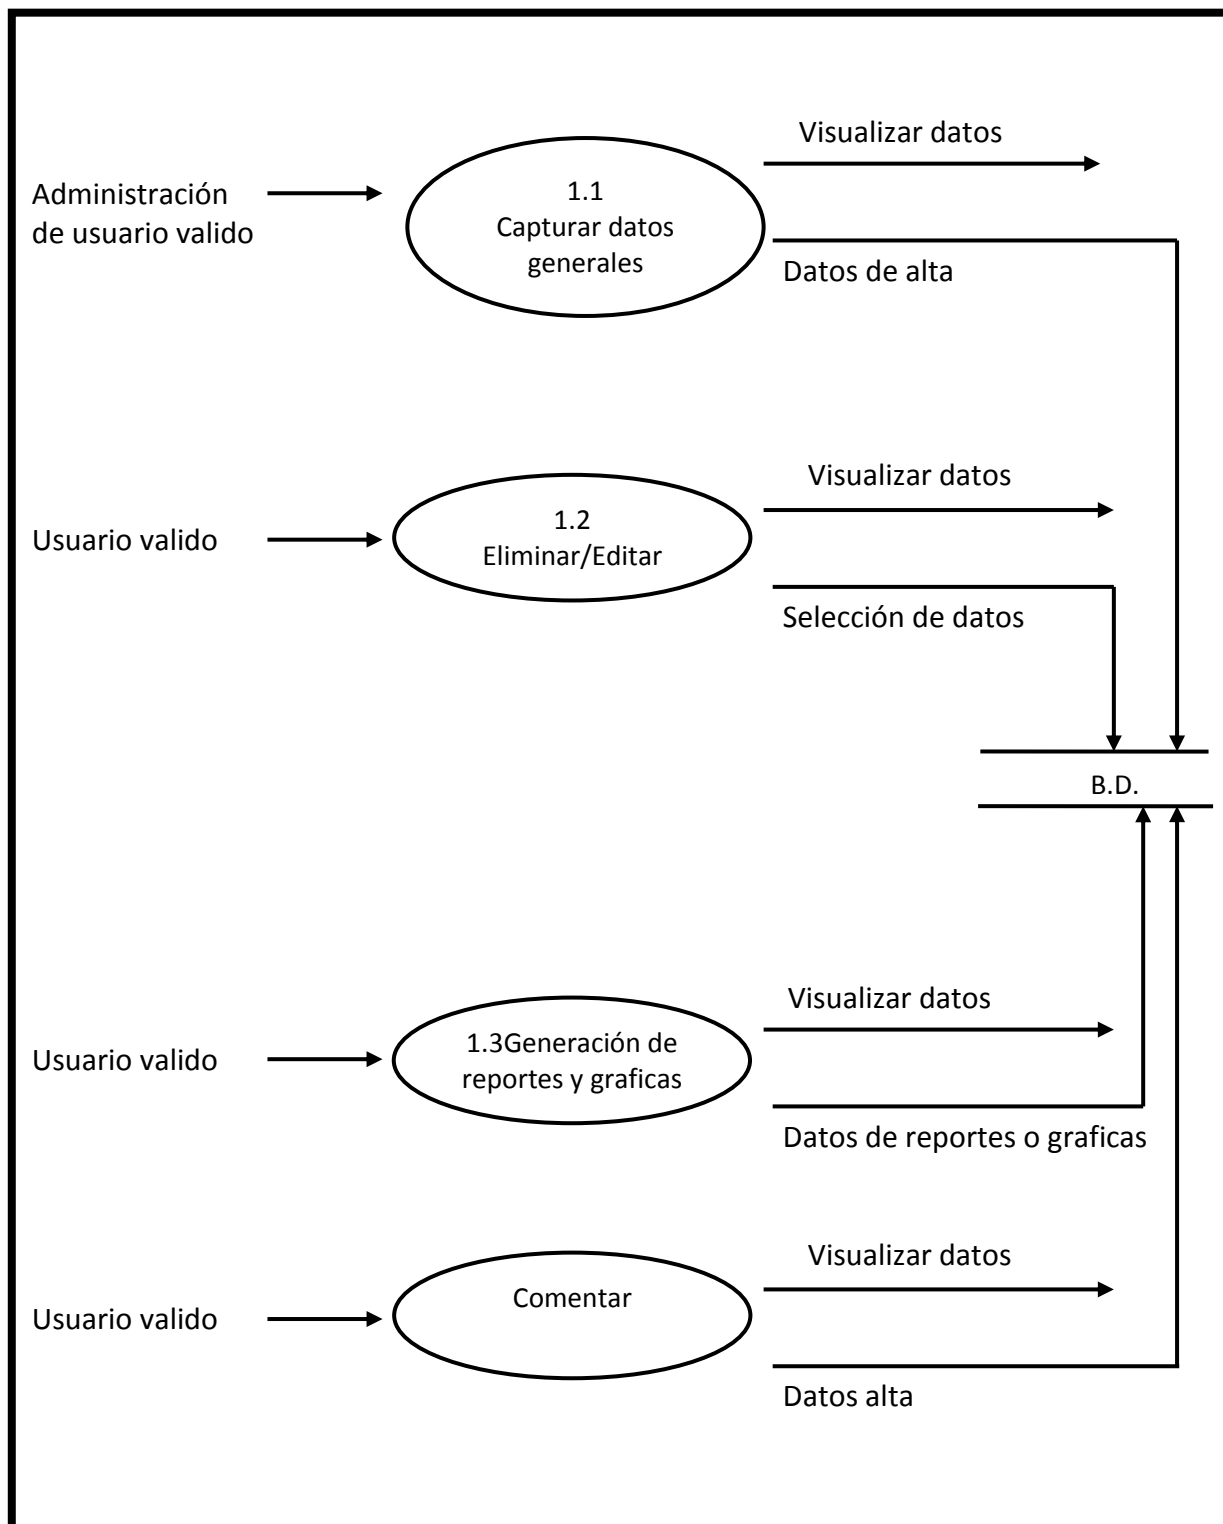 Visualizar datos
Administración
de usuario valido
1.1
Capturar datos
generales
Datos de alta
Visualizar datos
Usuario valido
1.2
Eliminar/Editar
Selección de datos
B.D.
Visualizar datos
Usuario valido
1.3Generación de
reportes y graficas
Datos de reportes o graficas
Visualizar datos
Usuario valido
Comentar
Datos alta